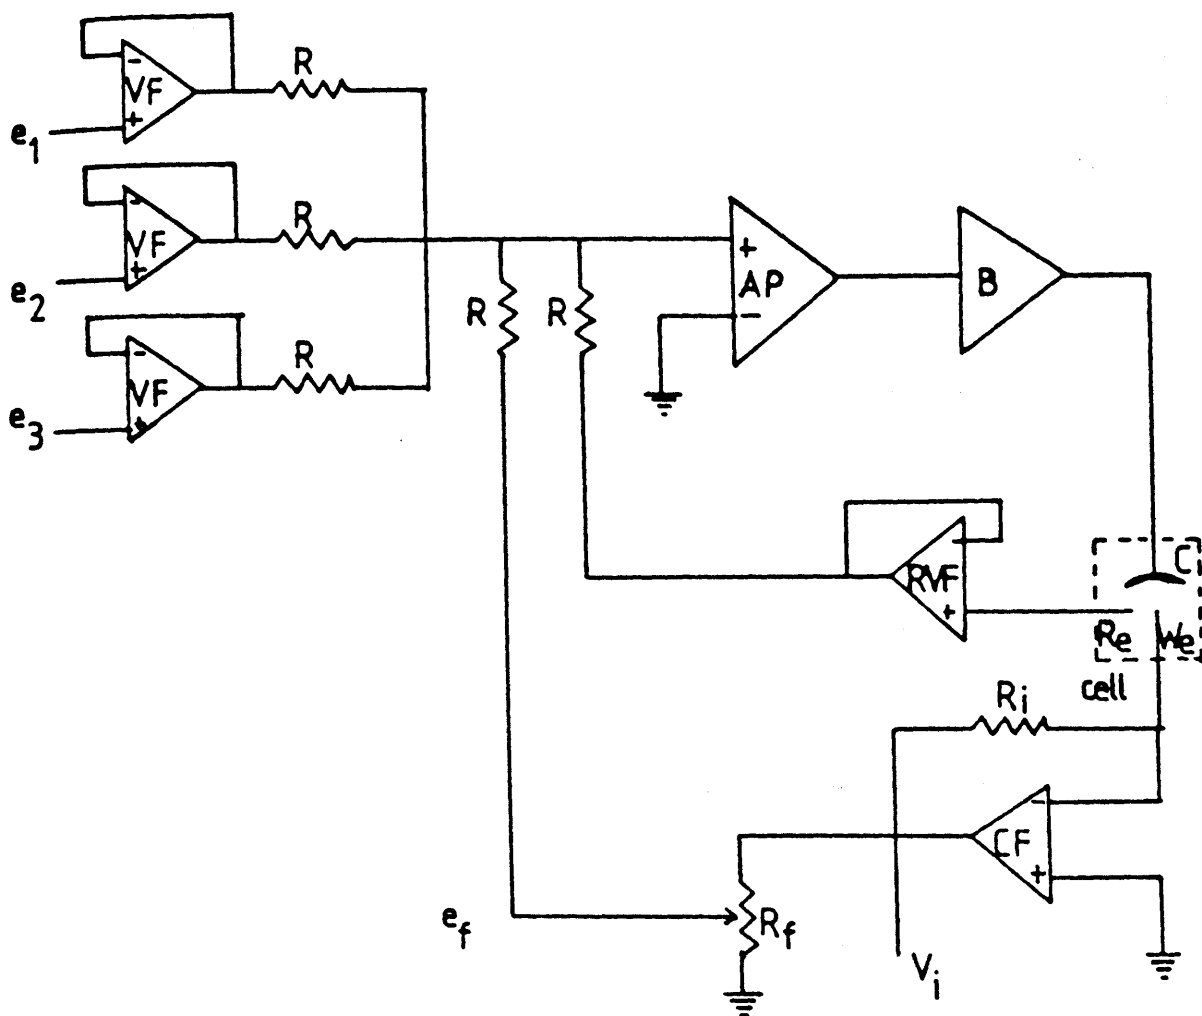 R
- VF +
e1
R
- VF +
e2
R
- VF +
e3
R
R
+ AP -
B
C
RVF +
Re
We
cell
Ri
- CF +
ef
Rf
Vi